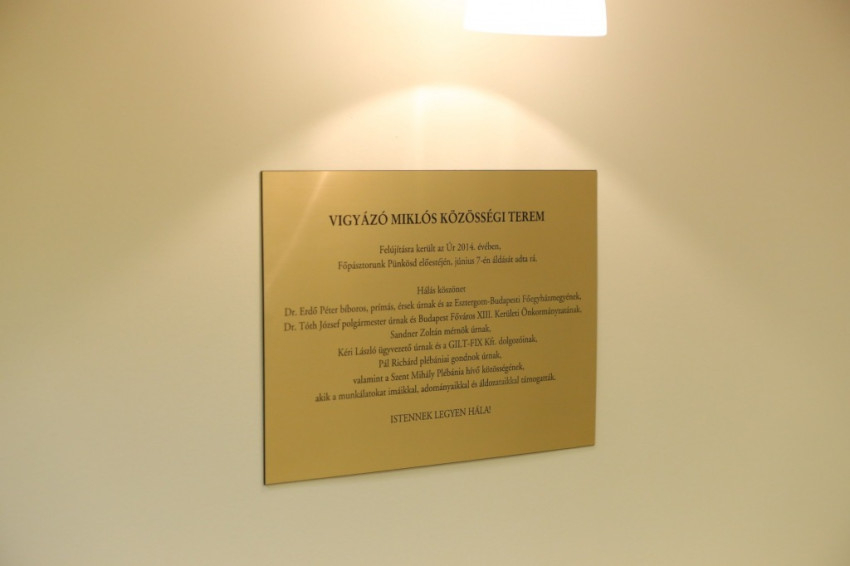 VIGYÁZÓ MIKLÓS KÖZÖSSÉGI TEREM
Felújításra került az Úr 2014. évében,
Főpásztorunk Pünkösd előestéjén, június 7-én áldását adta rá.
Hálás köszönet
Dr. Erdő Péter bíboros, prímás, érsek úrnak és az Esztergom-Budapesti Főegyházmegyének,
Dr. Tóth József polgármester úrnak és Budapest Főváros XIII. Kerületi Önkormányzatának,
Sandner Zoltán mérnök úrnak,
Kéri László ügyvezető úrnak és a GILT-FIX Kft. dolgozóinak,
Pál Richárd plébániai gondnok úrnak,
valamint a Szent Mihály Plébánia hívő közösségének,
akik a munkálatokat imáikkal, adományaikkal és áldozataikkal támogatták.
ISTENNEK LEGYEN HÁLA!